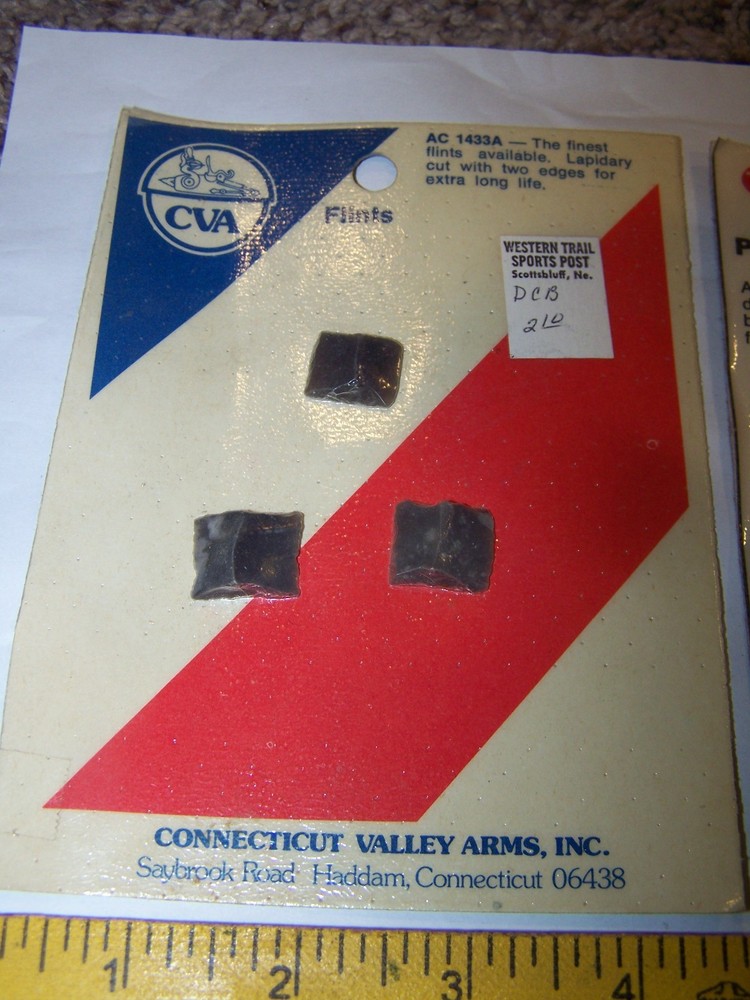 CVA
Flints
AC 1433A — The finest
flints available. Lapidary
cut with two edges for
extra long life.
WESTERN TRAIL
SPORTS POST
Scottsbluff, Ne.
DCB
210
CONNECTICUT VALLEY ARMS, INC.
Saybrook Road Haddam, Connecticut 06438
1 2 3 4